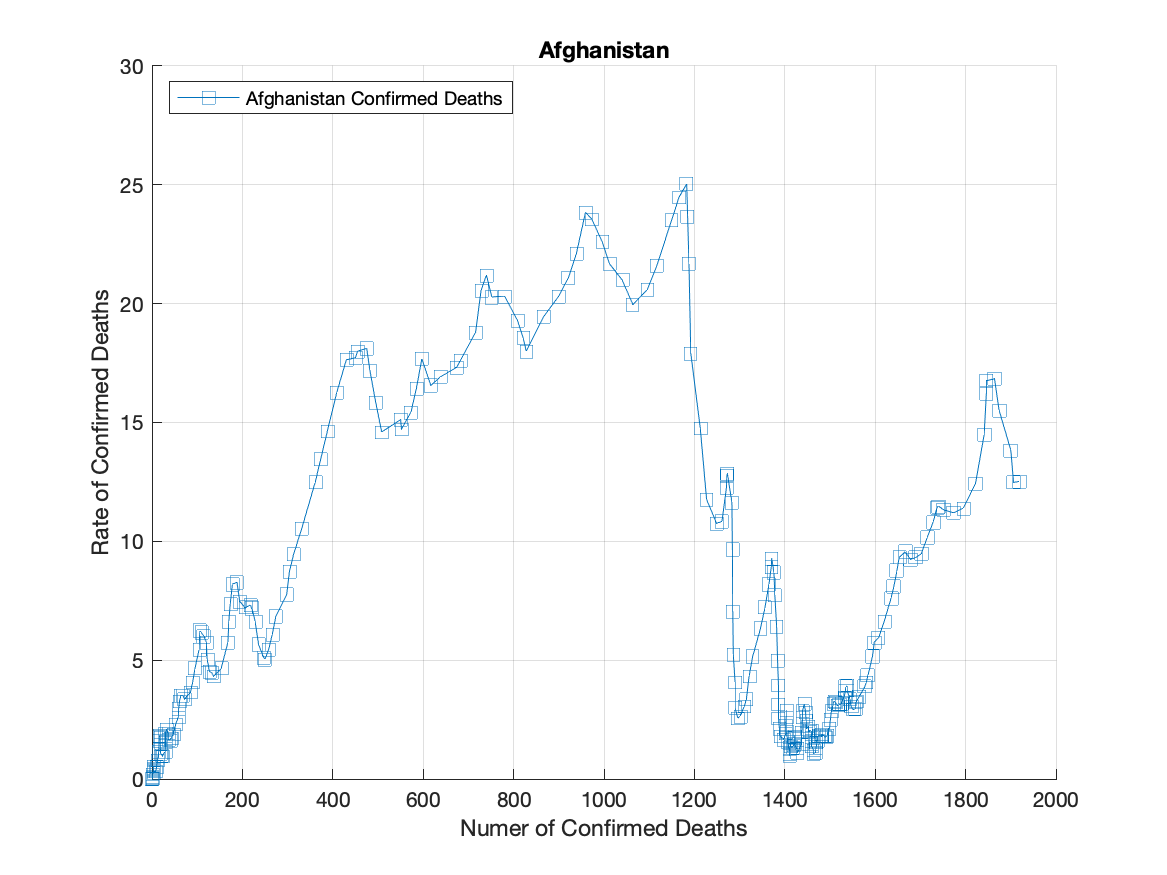 Afghanistan
30
Afghanistan Confirmed Deaths
25
20
15
10
5
0
Rate of Confirmed Deaths
0 200 400 600 800 1000 1200 1400 1600 1800 2000
Numer of Confirmed Deaths